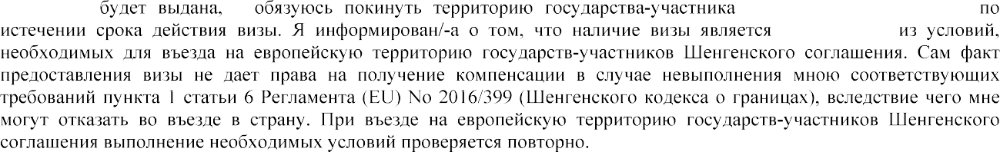 будет выдана, обязуюсь покинуть территорию государства-участника по
истечении срока действия визы. Я информирован/-а о том, что наличие визы является из условий,
необходимых для въезда на европейскую территорию государств-участников Шенгенского соглашения. Сам факт
предоставления визы не дает права на получение компенсации в случае невыполнения мною соответствующих
требований пункта 1 статьи 6 Регламента (EU) No 2016/399 (Шенгенского кодекса о границах), вследствие чего мне
могут отказать во въезде в страну. При въезде на европейскую территорию государств-участников Шенгенского
соглашения выполнение необходимых условий проверяется повторно.